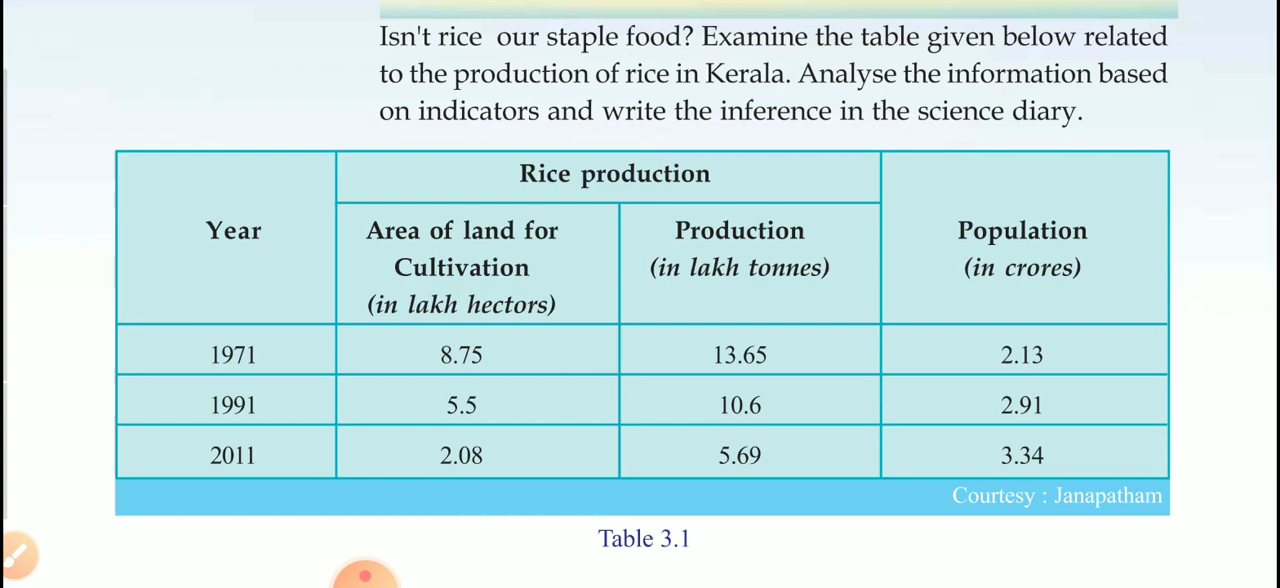 Isn't rice our staple food? Examine the table given below related
to the production of rice in Kerala. Analyse the information based
on indicators and write the inference in the science diary.
Year
Rice production
Area of land for
Cultivation
(in lakh hectors)
Production
(in lakh tonnes)
Population
(in crores)
1971 8.75 13.65 2.13
1991 5.5 10.6 2.91
2011 2.08 5.69 3.34
Courtesy : Janapatham
Table 3.1